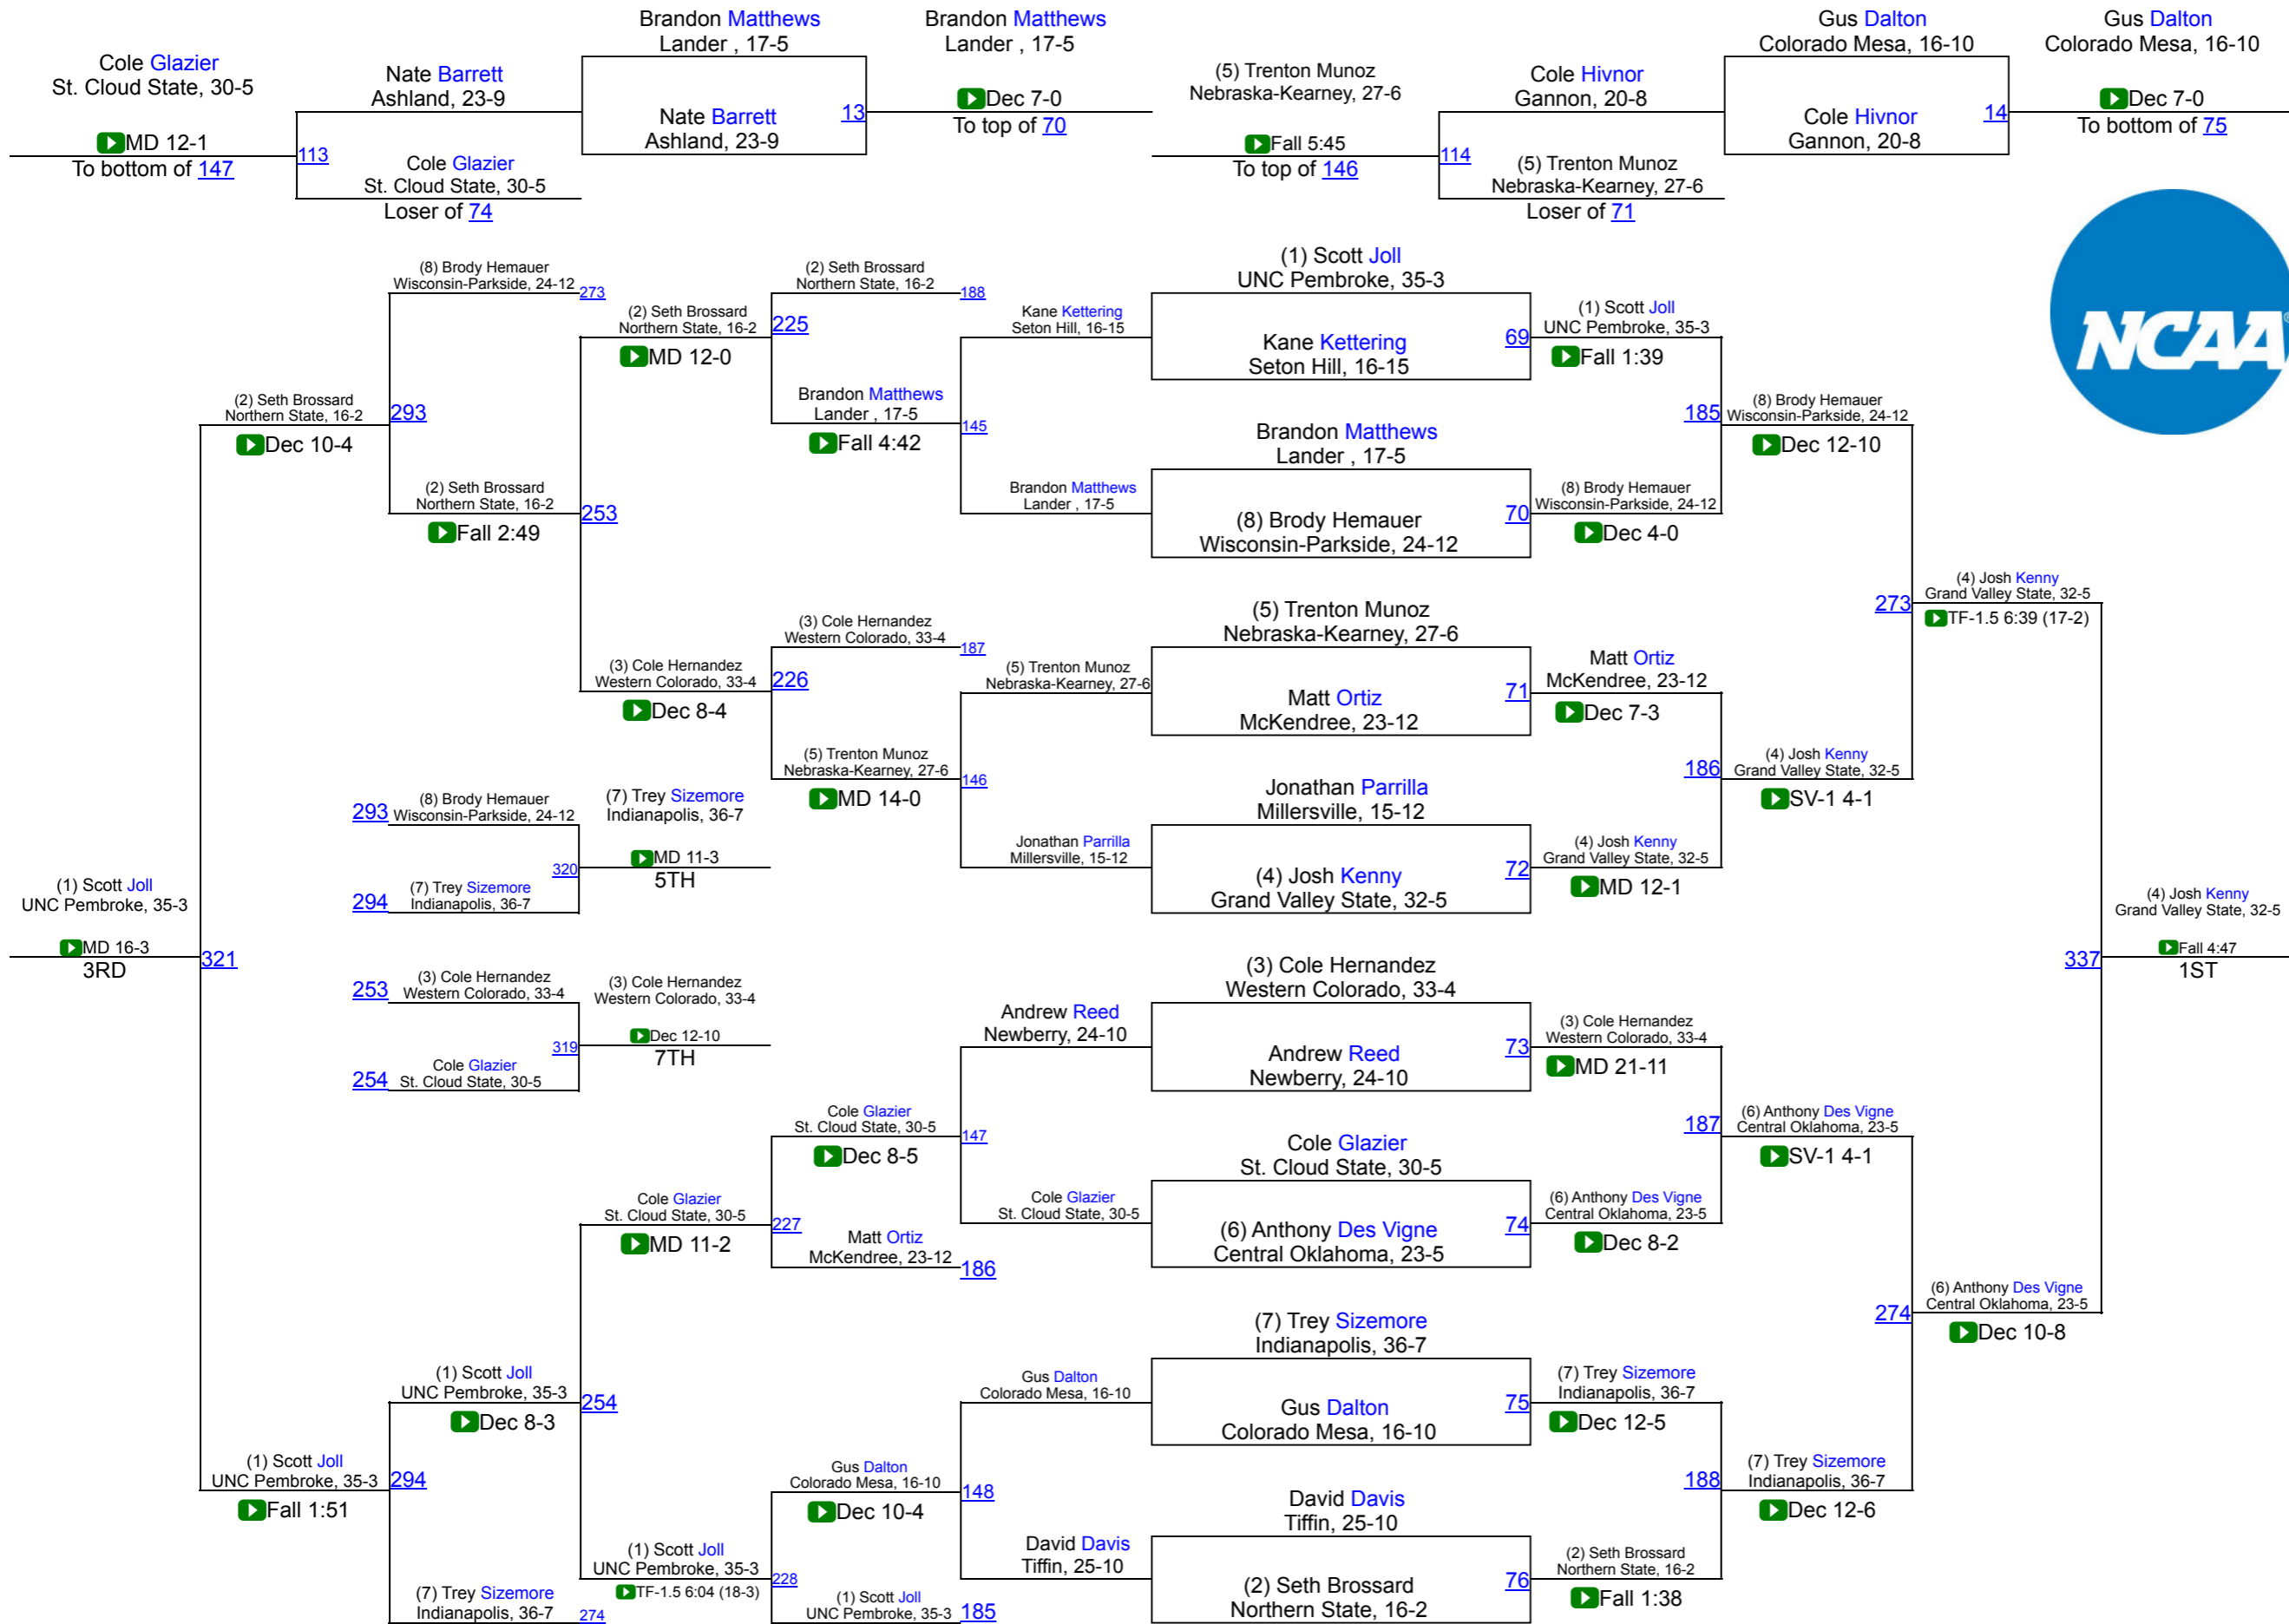 Brandon Matthews
Lander , 17-5
Brandon Matthews
Lander , 17-5
Gus Dalton
Colorado Mesa, 16-10
Gus Dalton
Colorado Mesa, 16-10
Cole Glazier
St. Cloud State, 30-5
Nate Barrett
Ashland, 23-9
(5) Trenton Munoz
Nebraska-Kearney, 27-6
Cole Hivnor
Gannon, 20-8
MD 12-1
To bottom of 147
113
Cole Glazier
St. Cloud State, 30-5
Loser of 74
Nate Barrett
Ashland, 23-9
13
Dec 7-0
To top of 70
Fall 5:45
To top of 146
114
(5) Trenton Munoz
Nebraska-Kearney, 27-6
Loser of 71
Cole Hivnor
Gannon, 20-8
14
Dec 7-0
To bottom of 75
NCAA
®
(8) Brody Hemauer
Wisconsin-Parkside, 24-12
273
(2) Seth Brossard
Northern State, 16-2
188
(1) Scott Joll
UNC Pembroke, 35-3
(2) Seth Brossard
Northern State, 16-2
225
MD 12-0
Kane Kettering
Seton Hill, 16-15
Kane Kettering
Seton Hill, 16-15
69
(1) Scott Joll
UNC Pembroke, 35-3
Fall 1:39
(2) Seth Brossard
Northern State, 16-2
293
Dec 10-4
Brandon Matthews
Lander , 17-5
145
Fall 4:42
Brandon Matthews
Lander , 17-5
185
(8) Brody Hemauer
Wisconsin-Parkside, 24-12
Dec 12-10
(2) Seth Brossard
Northern State, 16-2
253
Fall 2:49
Brandon Matthews
Lander , 17-5
(8) Brody Hemauer
Wisconsin-Parkside, 24-12
70
(8) Brody Hemauer
Wisconsin-Parkside, 24-12
Dec 4-0
(5) Trenton Munoz
Nebraska-Kearney, 27-6
273
(4) Josh Kenny
Grand Valley State, 32-5
TF-1.5 6:39 (17-2)
(3) Cole Hernandez
Western Colorado, 33-4
187
(3) Cole Hernandez
Western Colorado, 33-4
226
Dec 8-4
(5) Trenton Munoz
Nebraska-Kearney, 27-6
Matt Ortiz
McKendree, 23-12
71
Matt Ortiz
McKendree, 23-12
Dec 7-3
(5) Trenton Munoz
Nebraska-Kearney, 27-6
146
MD 14-0
Jonathan Parrilla
Millersville, 15-12
186
(4) Josh Kenny
Grand Valley State, 32-5
SV-1 4-1
293
(8) Brody Hemauer
Wisconsin-Parkside, 24-12
(7) Trey Sizemore
Indianapolis, 36-7
320
MD 11-3
5TH
294
(7) Trey Sizemore
Indianapolis, 36-7
Jonathan Parrilla
Millersville, 15-12
(4) Josh Kenny
Grand Valley State, 32-5
72
(4) Josh Kenny
Grand Valley State, 32-5
MD 12-1
(1) Scott Joll
UNC Pembroke, 35-3
MD 16-3
3RD
321
(4) Josh Kenny
Grand Valley State, 32-5
337
Fall 4:47
1ST
253
(3) Cole Hernandez
Western Colorado, 33-4
(3) Cole Hernandez
Western Colorado, 33-4
319
Dec 12-10
7TH
254
Cole Glazier
St. Cloud State, 30-5
(3) Cole Hernandez
Western Colorado, 33-4
Andrew Reed
Newberry, 24-10
Andrew Reed
Newberry, 24-10
73
(3) Cole Hernandez
Western Colorado, 33-4
MD 21-11
Cole Glazier
St. Cloud State, 30-5
147
Dec 8-5
Cole Glazier
St. Cloud State, 30-5
187
(6) Anthony Des Vigne
Central Oklahoma, 23-5
SV-1 4-1
Cole Glazier
St. Cloud State, 30-5
227
MD 11-2
Matt Ortiz
McKendree, 23-12
186
Cole Glazier
St. Cloud State, 30-5
(6) Anthony Des Vigne
Central Oklahoma, 23-5
74
(6) Anthony Des Vigne
Central Oklahoma, 23-5
Dec 8-2
(7) Trey Sizemore
Indianapolis, 36-7
274
(6) Anthony Des Vigne
Central Oklahoma, 23-5
Dec 10-8
(1) Scott Joll
UNC Pembroke, 35-3
254
Dec 8-3
Gus Dalton
Colorado Mesa, 16-10
Gus Dalton
Colorado Mesa, 16-10
75
(7) Trey Sizemore
Indianapolis, 36-7
Dec 12-5
(1) Scott Joll
UNC Pembroke, 35-3
294
Fall 1:51
Gus Dalton
Colorado Mesa, 16-10
148
Dec 10-4
David Davis
Tiffin, 25-10
188
(7) Trey Sizemore
Indianapolis, 36-7
Dec 12-6
(1) Scott Joll
UNC Pembroke, 35-3
228
TF-1.5 6:04 (18-3)
David Davis
Tiffin, 25-10
(2) Seth Brossard
Northern State, 16-2
76
(2) Seth Brossard
Northern State, 16-2
Fall 1:38
(7) Trey Sizemore
Indianapolis, 36-7
274
(1) Scott Joll
UNC Pembroke, 35-3
185